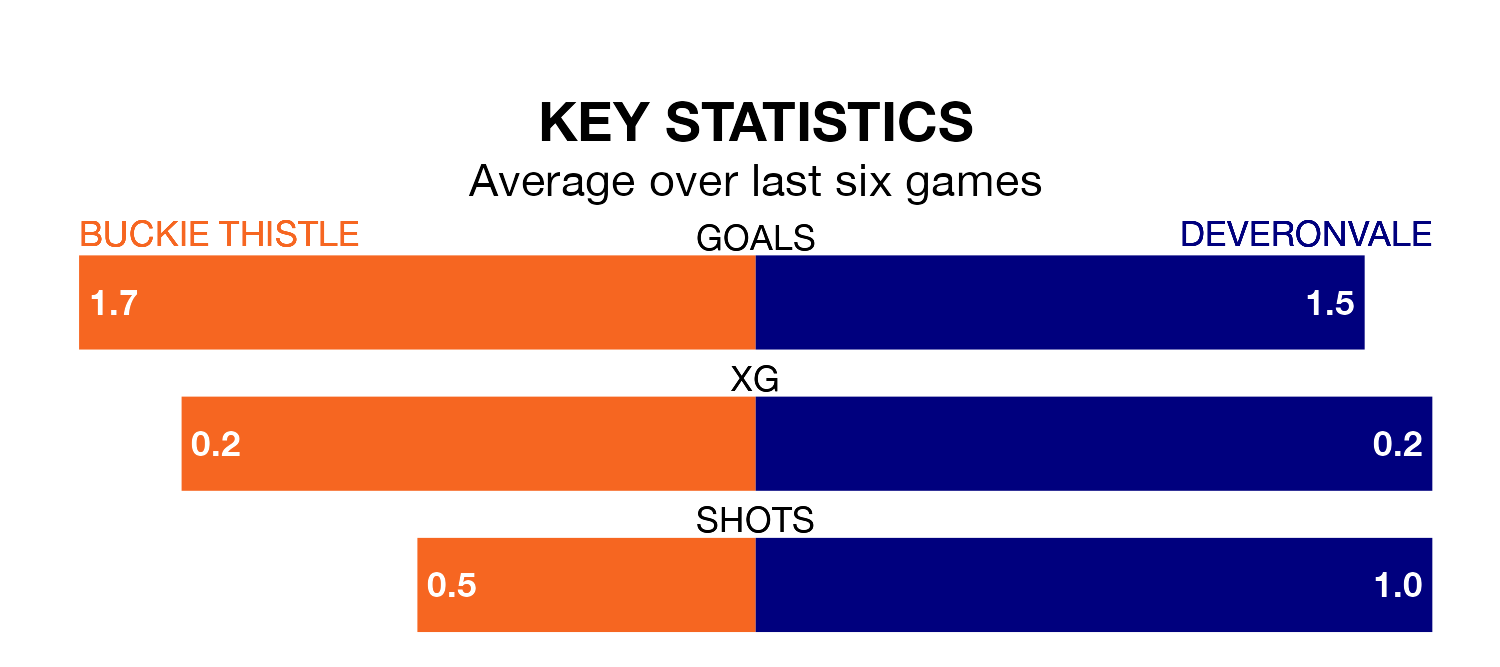 KEY STATISTICS
Average over last six games
BUCKIE THISTLE
GOALS
DEVERONVALE
1.7
1.5
XG
0.2
0.2
SHOTS
0.5
1.0